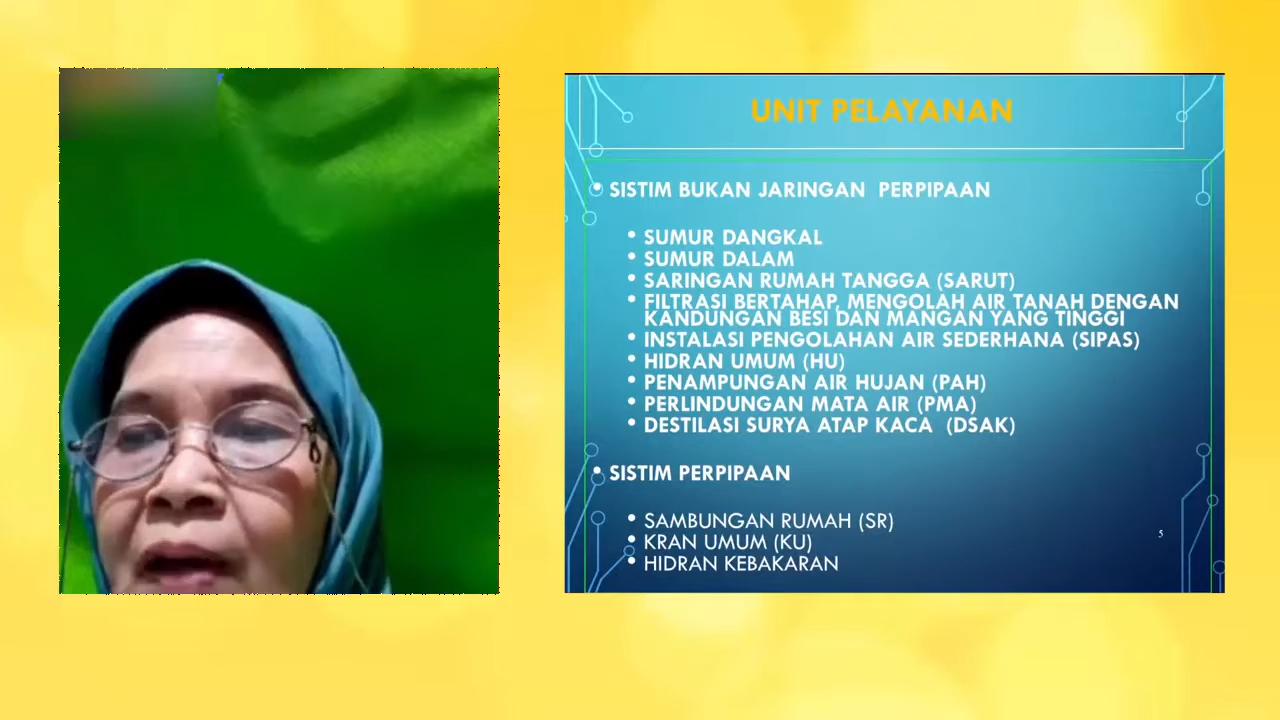 UNIT PELAYANAN
• SISTIM BUKAN JARINGAN PERPIPAAN
• SUMUR DANGKAL
• SUMUR DALAM
• SARINGAN RUMAH TANGGA (SARUT)
• FILTRASI BERTAHAP, MENGOLAH AIR TANAH DENGAN
KANDUNGAN BESI DAN MANGAN YANG TINGGI
• INSTALASI PENGOLAHAN AIR SEDERHANA (SIPAS)
• HIDRAN UMUM (HU)
• PENAMPUNGAN AIR HUJAN (PAH)
• PERLINDUNGAN MATA AIR (PMA)
• DESTILASI SURYA ATAP KACA (DSAK)
• SISTIM PERPIPAAN
• SAMBUNGAN RUMAH (SR)
• KRAN UMUM (KU)
• HIDRAN KEBAKARAN
5